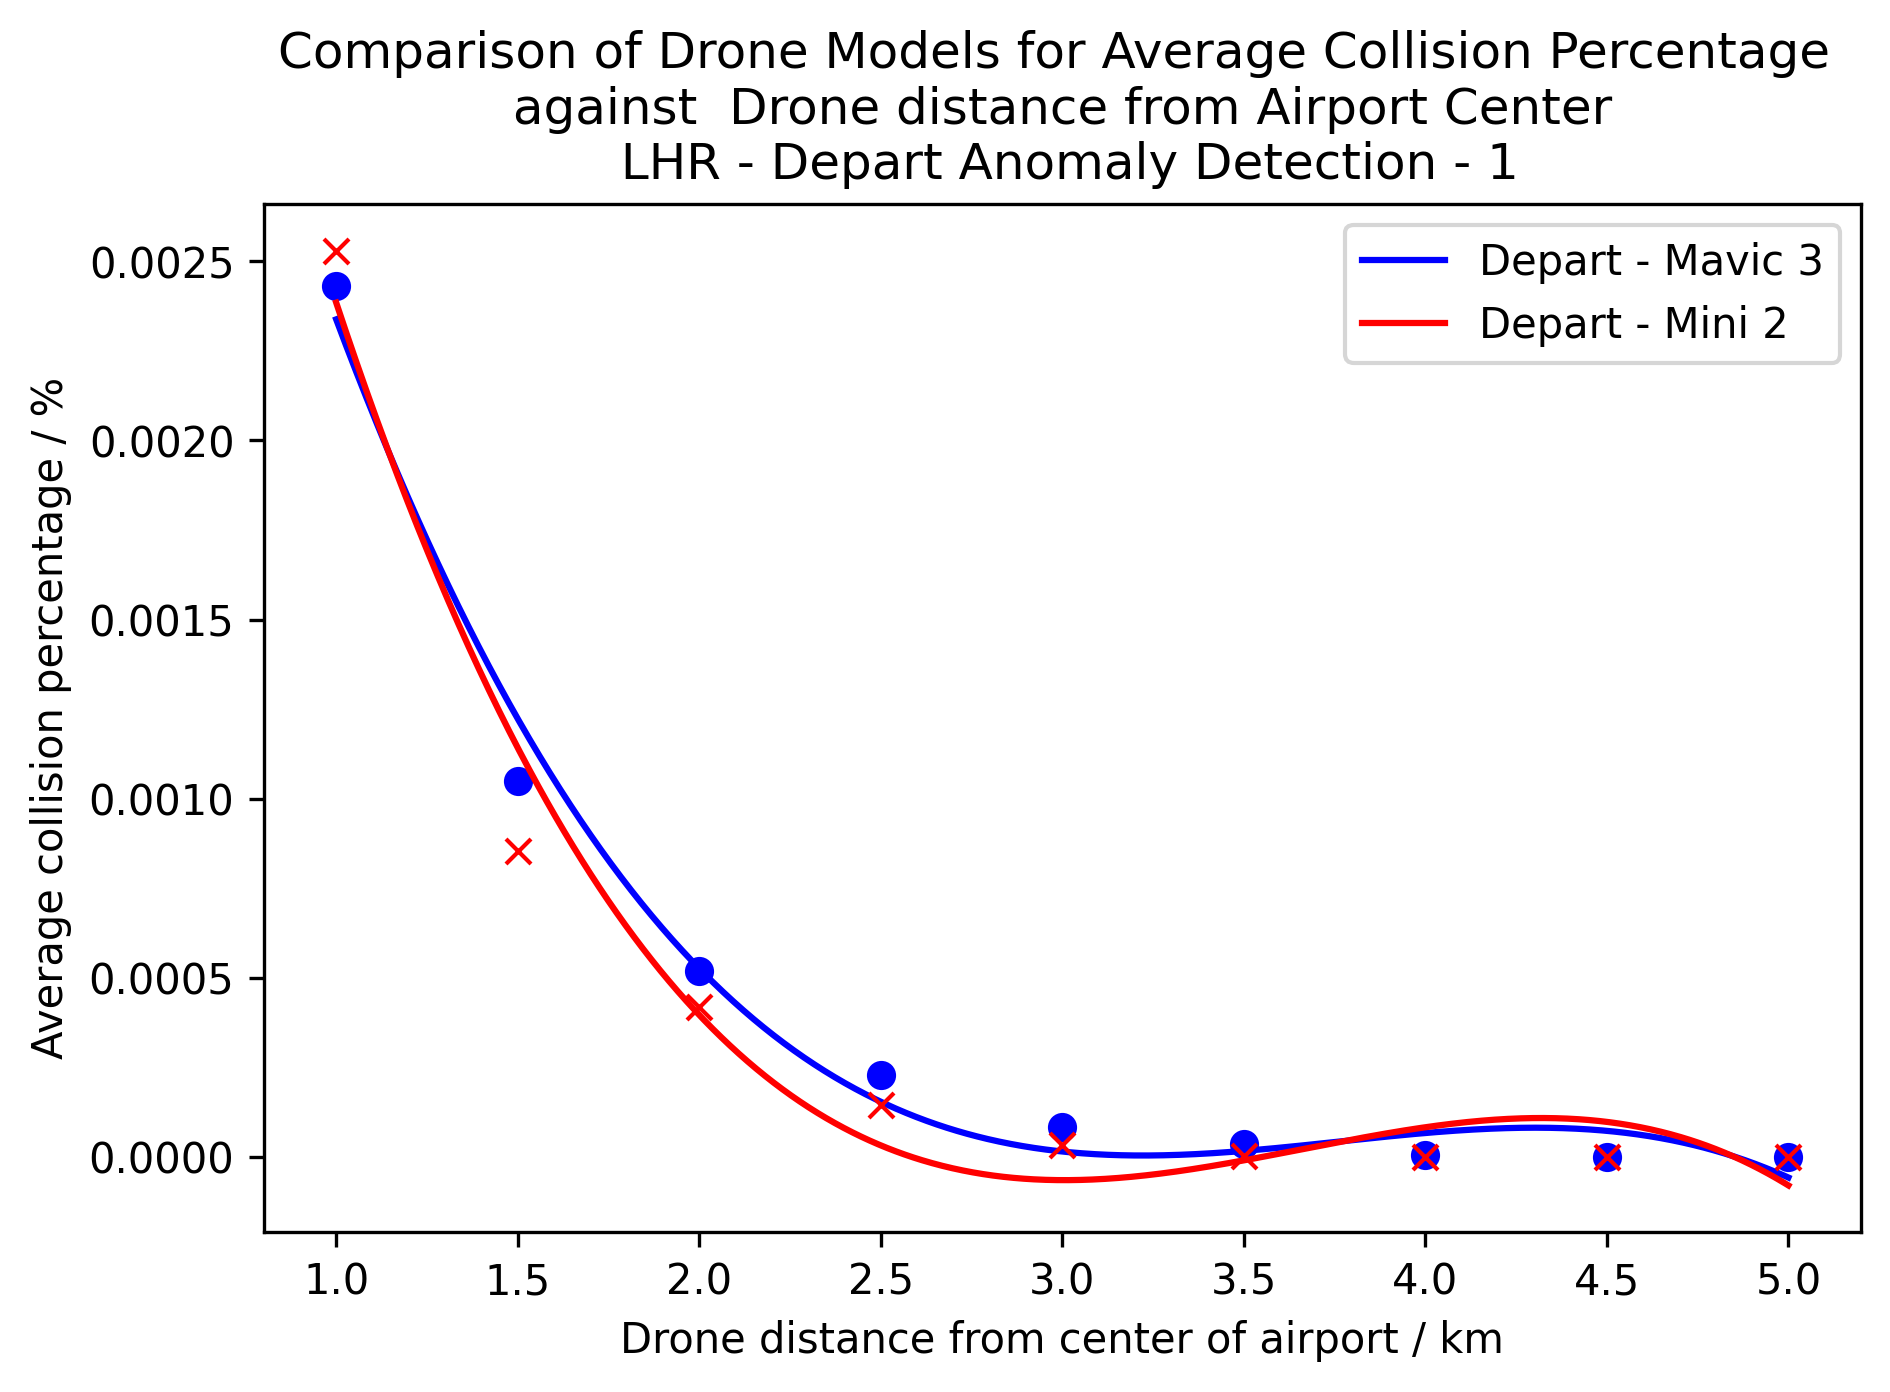 Comparison of Drone Models for Average Collision Percentage
against  Drone distance from Airport Center
LHR - Depart Anomaly Detection - 1
Depart - Mavic 3
Depart - Mini 2
Average collision percentage / %
0.0025
0.0020
0.0015
0.0010
0.0005
0.0000
1.0 1.5 2.0 2.5 3.0 3.5 4.0 4.5 5.0
Drone distance from center of airport / km